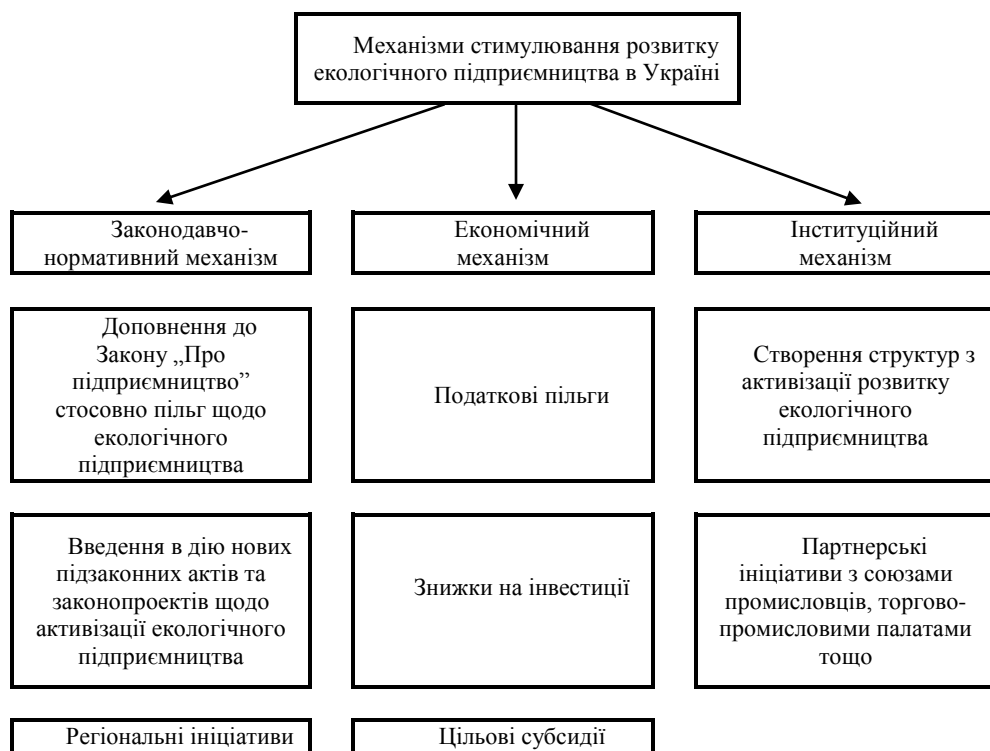 Механізми стимулювання розвитку
екологічного підприємництва в Україні
Законодавчо-
нормативний механізм
Економічний
механізм
Інституційний
механізм
Доповнення до
Закону „Про
підприємництво”
стосовно пільг щодо
екологічного
підприємництва
Податкові пільги
Створення структур з
активізації розвитку
екологічного
підприємництва
Введення в дію нових
підзаконних актів та
законопроектів щодо
активізації екологічного
підприємництва
Знижки на інвестиції
Партнерські
ініціативи з союзами
промисловців, торгово-
промисловими палатами
тощо
Регіональні ініціативи
Цільові субсидії